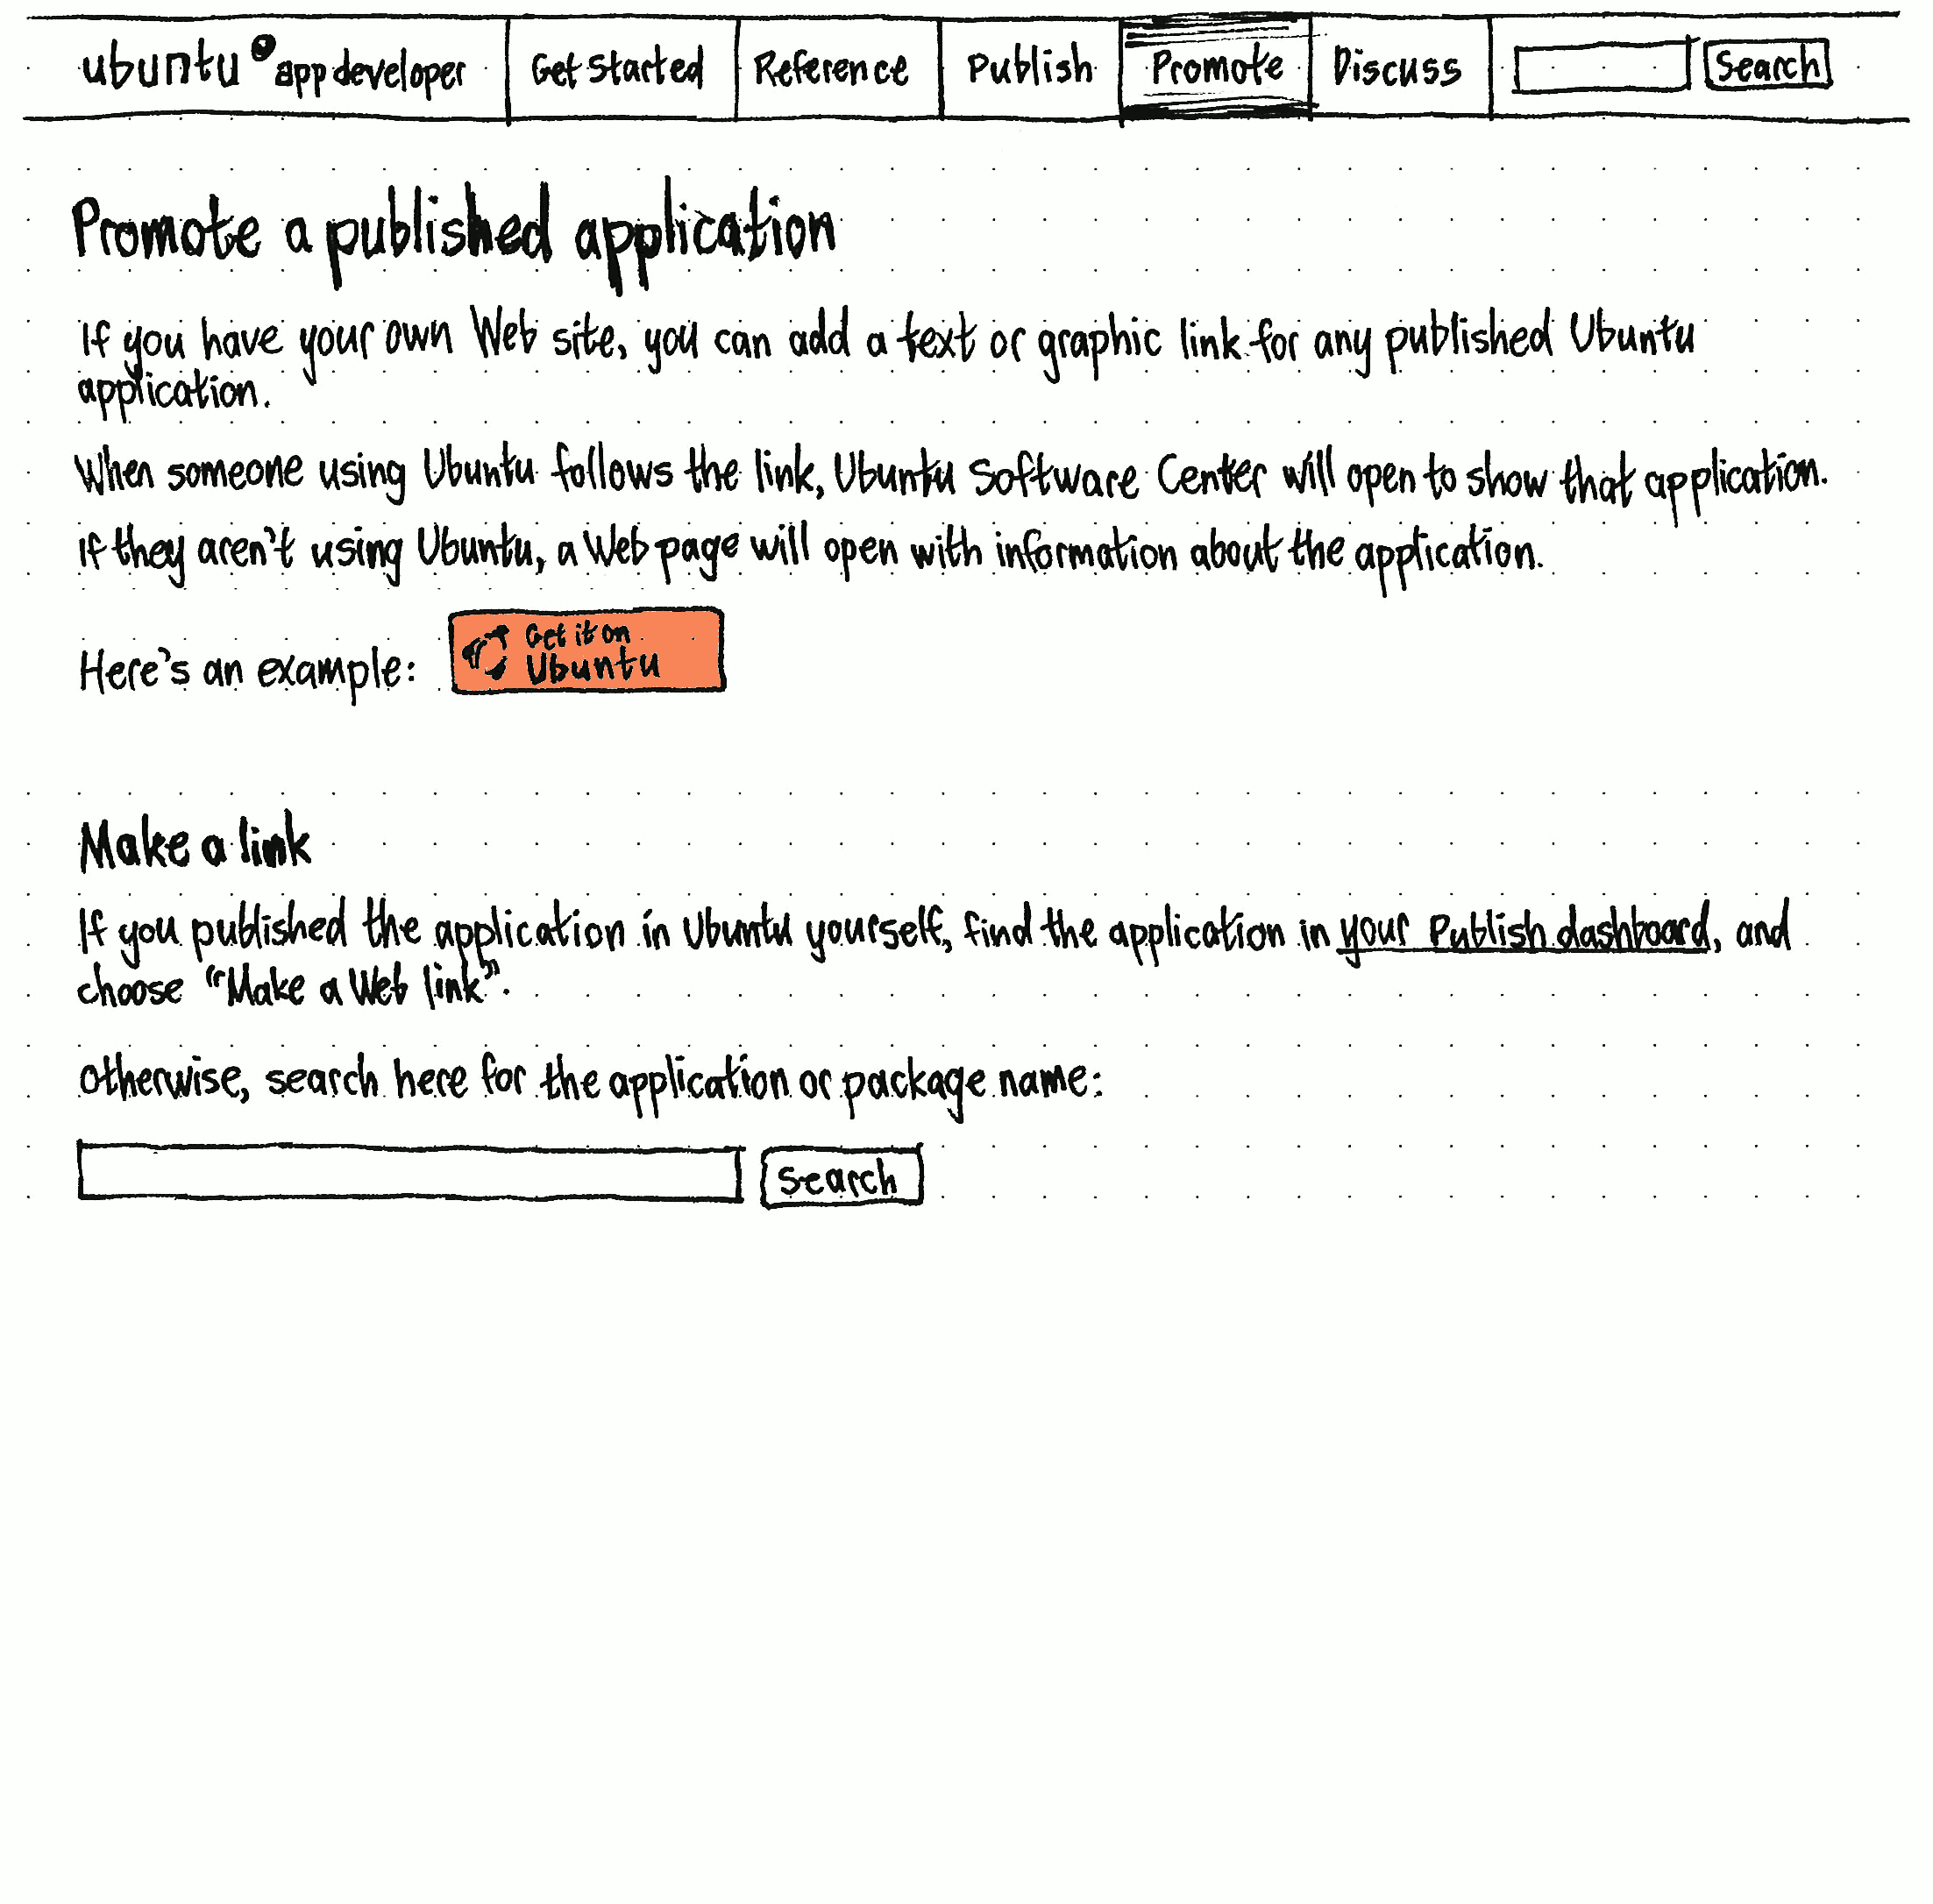 ubuntu app developer Get Started Reference Publish Promote Discuss Search
Promote a published application
If you have your own Web site, you can add a text or graphic link for any published Ubuntu
application.
When someone using Ubuntu follows the link, Ubuntu Software Center will open to show that application.
if they aren't using Ubuntu, a Web page will open with information about the application.
Here's an example:
Get it on
Ubuntu
Make a link
If you published the application in Ubuntu yourself, find the application in your Publish dashboard, and
choose "Make a Web link".
otherwise, search here for the application or package name:
Search